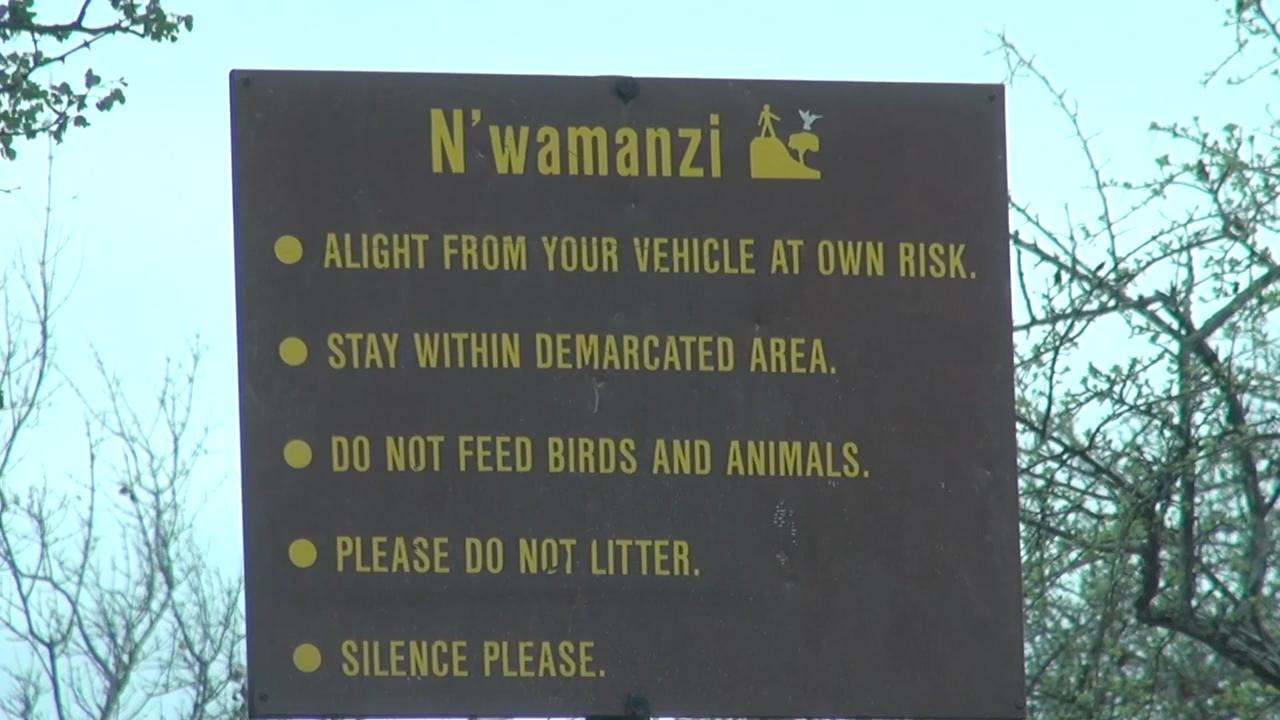 N'wamanzi
ALIGHT FROM YOUR VEHICLE AT OWN RISK.
STAY WITHIN DEMARCATED AREA.
DO NOT FEED BIRDS AND ANIMALS.
PLEASE DO NOT LITTER.
SILENCE PLEASE.